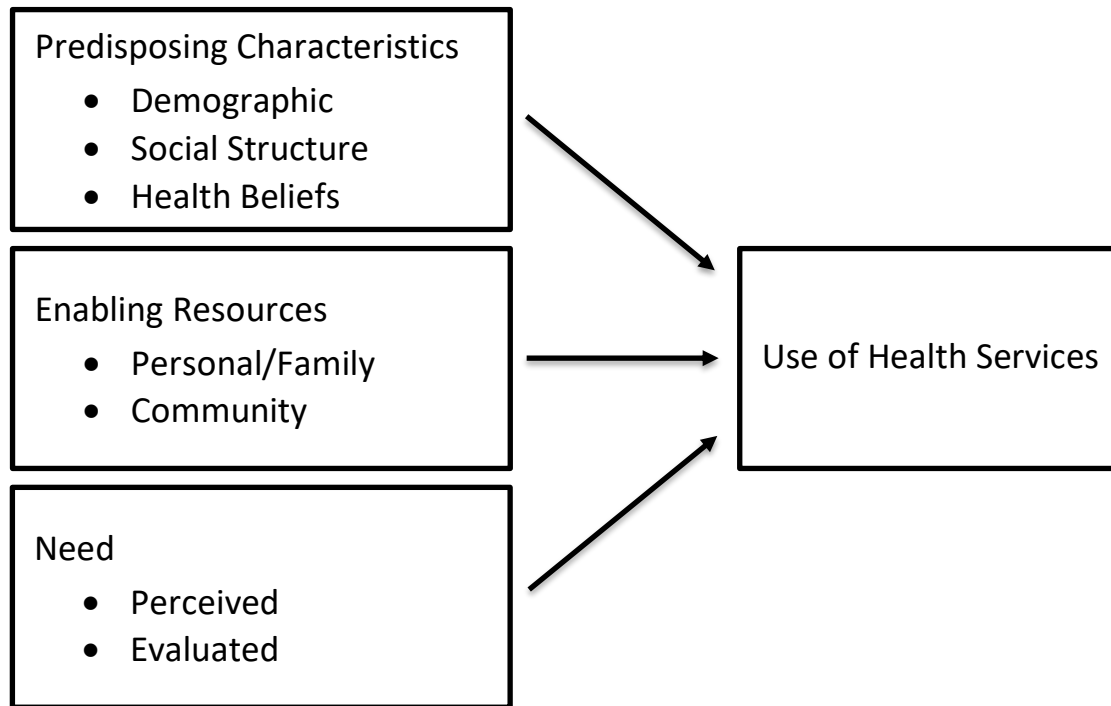 Predisposing Characteristics
• Demographic
• Social Structure
• Health Beliefs
Enabling Resources
• Personal/Family
• Community
Need
• Perceived
• Evaluated
Use of Health Services